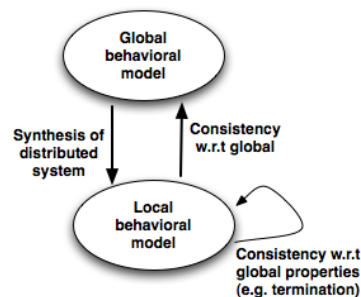 Global
behavioral
model
Synthesis of
distributed
system
Consistency
w.r.t global
Local
behavioral
model
Consistency w.r.t
global properties
(e.g. termination)